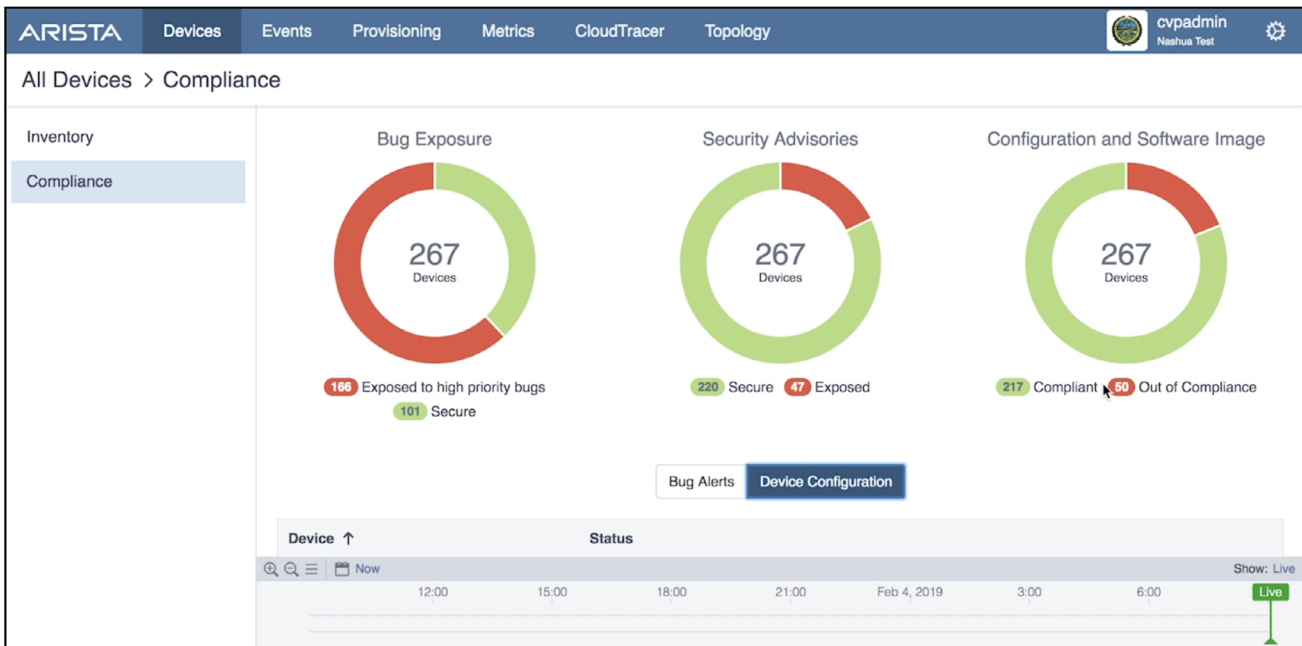 ARISTA Devices Events Provisioning Metrics CloudTracer Topology cvpadmin
Nashua Test
All Devices > Compliance
Inventory
Compliance
Bug Exposure
267
Devices
166 Exposed to high priority bugs
101 Secure
Security Advisories
267
Devices
220 Secure 47 Exposed
Configuration and Software Image
267
Devices
217 Compliant 50 Out of Compliance
Bug Alerts Device Configuration
Device ↑ Status
Now Show: Live
12:00 15:00 18:00 21:00 Feb 4, 2019 3:00 6:00 Live